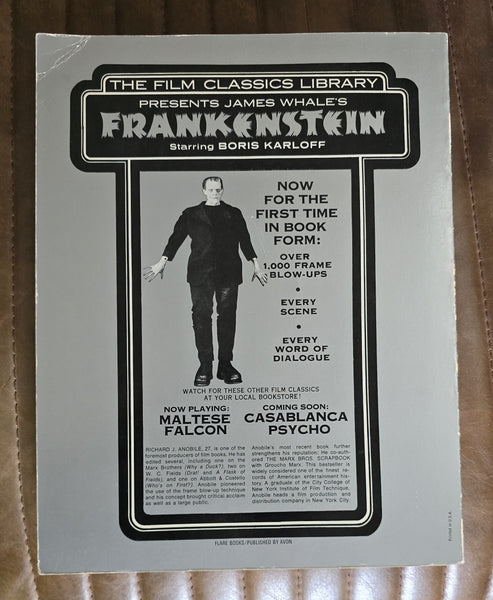 THE FILM CLASSICS LIBRARY
PRESENTS JAMES WHALE'S
FRANKENSTEIN
Starring BORIS KARLOFF
NOW
FOR THE
FIRST TIME
IN BOOK
FORM:
OVER
1,000 FRAME
BLOW-UPS
•
EVERY
SCENE
•
EVERY
WORD OF
DIALOGUE
WATCH FOR THESE OTHER FILM CLASSICS
AT YOUR LOCAL BOOKSTORE!
NOW PLAYING:
MALTESE
FALCON
COMING SOON:
CASABLANCA
PSYCHO
RICHARD J. ANOBILE, 27, is one of the
foremost producers of film books. He has
edited several, including one on the
Marx Brothers (Why a Duck?), two on
W. C. Fields (Drat! and A Flask of
Fields), and one on Abbott & Costello
(Who's on First?). Anobile pioneered
the use of the frame blow-up technique
and his concept brought critical acclaim
as well as a large public.
Anobile's most recent book further
strengthens his reputation: He co-auth-
ored THE MARX BROS. SCRAPBOOK
with Groucho Marx. This bestseller is
widely considered one of the finest rec-
ords of American entertainment his-
tory. A graduate of the City College of
New York Institute of Film Technique,
Anobile heads a film production and
distribution company in New York City.
FLARE BOOKS/PUBLISHED BY AVON
Printed in U.S.A.